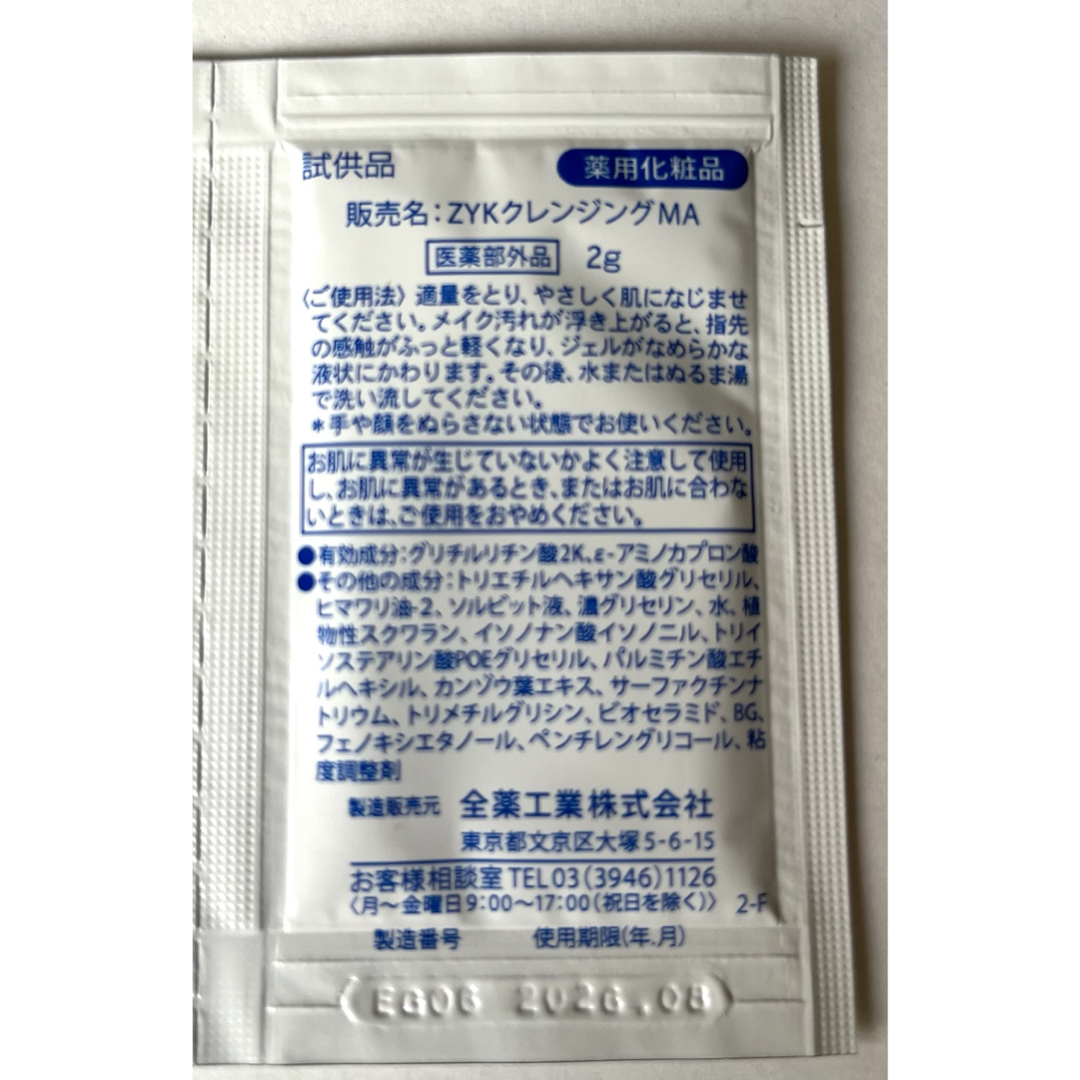 試供品 薬用化粧品
販売名：ZYKクレンジングMA
医薬部外品 2g
〈ご使用法〉適量をとり、やさしく肌になじませ
てください。メイク汚れが浮き上がると、指先
の感触がふっと軽くなり、ジェルがなめらかな
液状にかわります。その後、水またはぬるま湯
で洗い流してください。
＊手や顔をぬらさない状態でお使いください。
お肌に異常が生じていないかよく注意して使用
し、お肌に異常があるとき、またはお肌に合わな
いときは、ご使用をおやめください。
●有効成分：グリチルリチン酸2K、ε-アミノカプロン酸
●その他の成分：トリエチルヘキサン酸グリセリル、
ヒマワリ油-2、ソルビット液、濃グリセリン、水、植
物性スクワラン、イソノナン酸イソノニル、トリイ
ソステアリン酸POEグリセリル、パルミチン酸エチ
ルヘキシル、カンゾウ葉エキス、サーファクチンナ
トリウム、トリメチルグリシン、ビオセラミド、BG、
フェノキシエタノール、ペンチレングリコール、粘
度調整剤
製造販売元 全薬工業株式会社
東京都文京区大塚5-6-15
お客様相談室 TEL 03(3946)1126
〈月～金曜日9:00～17:00(祝日を除く)〉 2-F
製造番号 使用期限(年.月)
EG06 2026.08